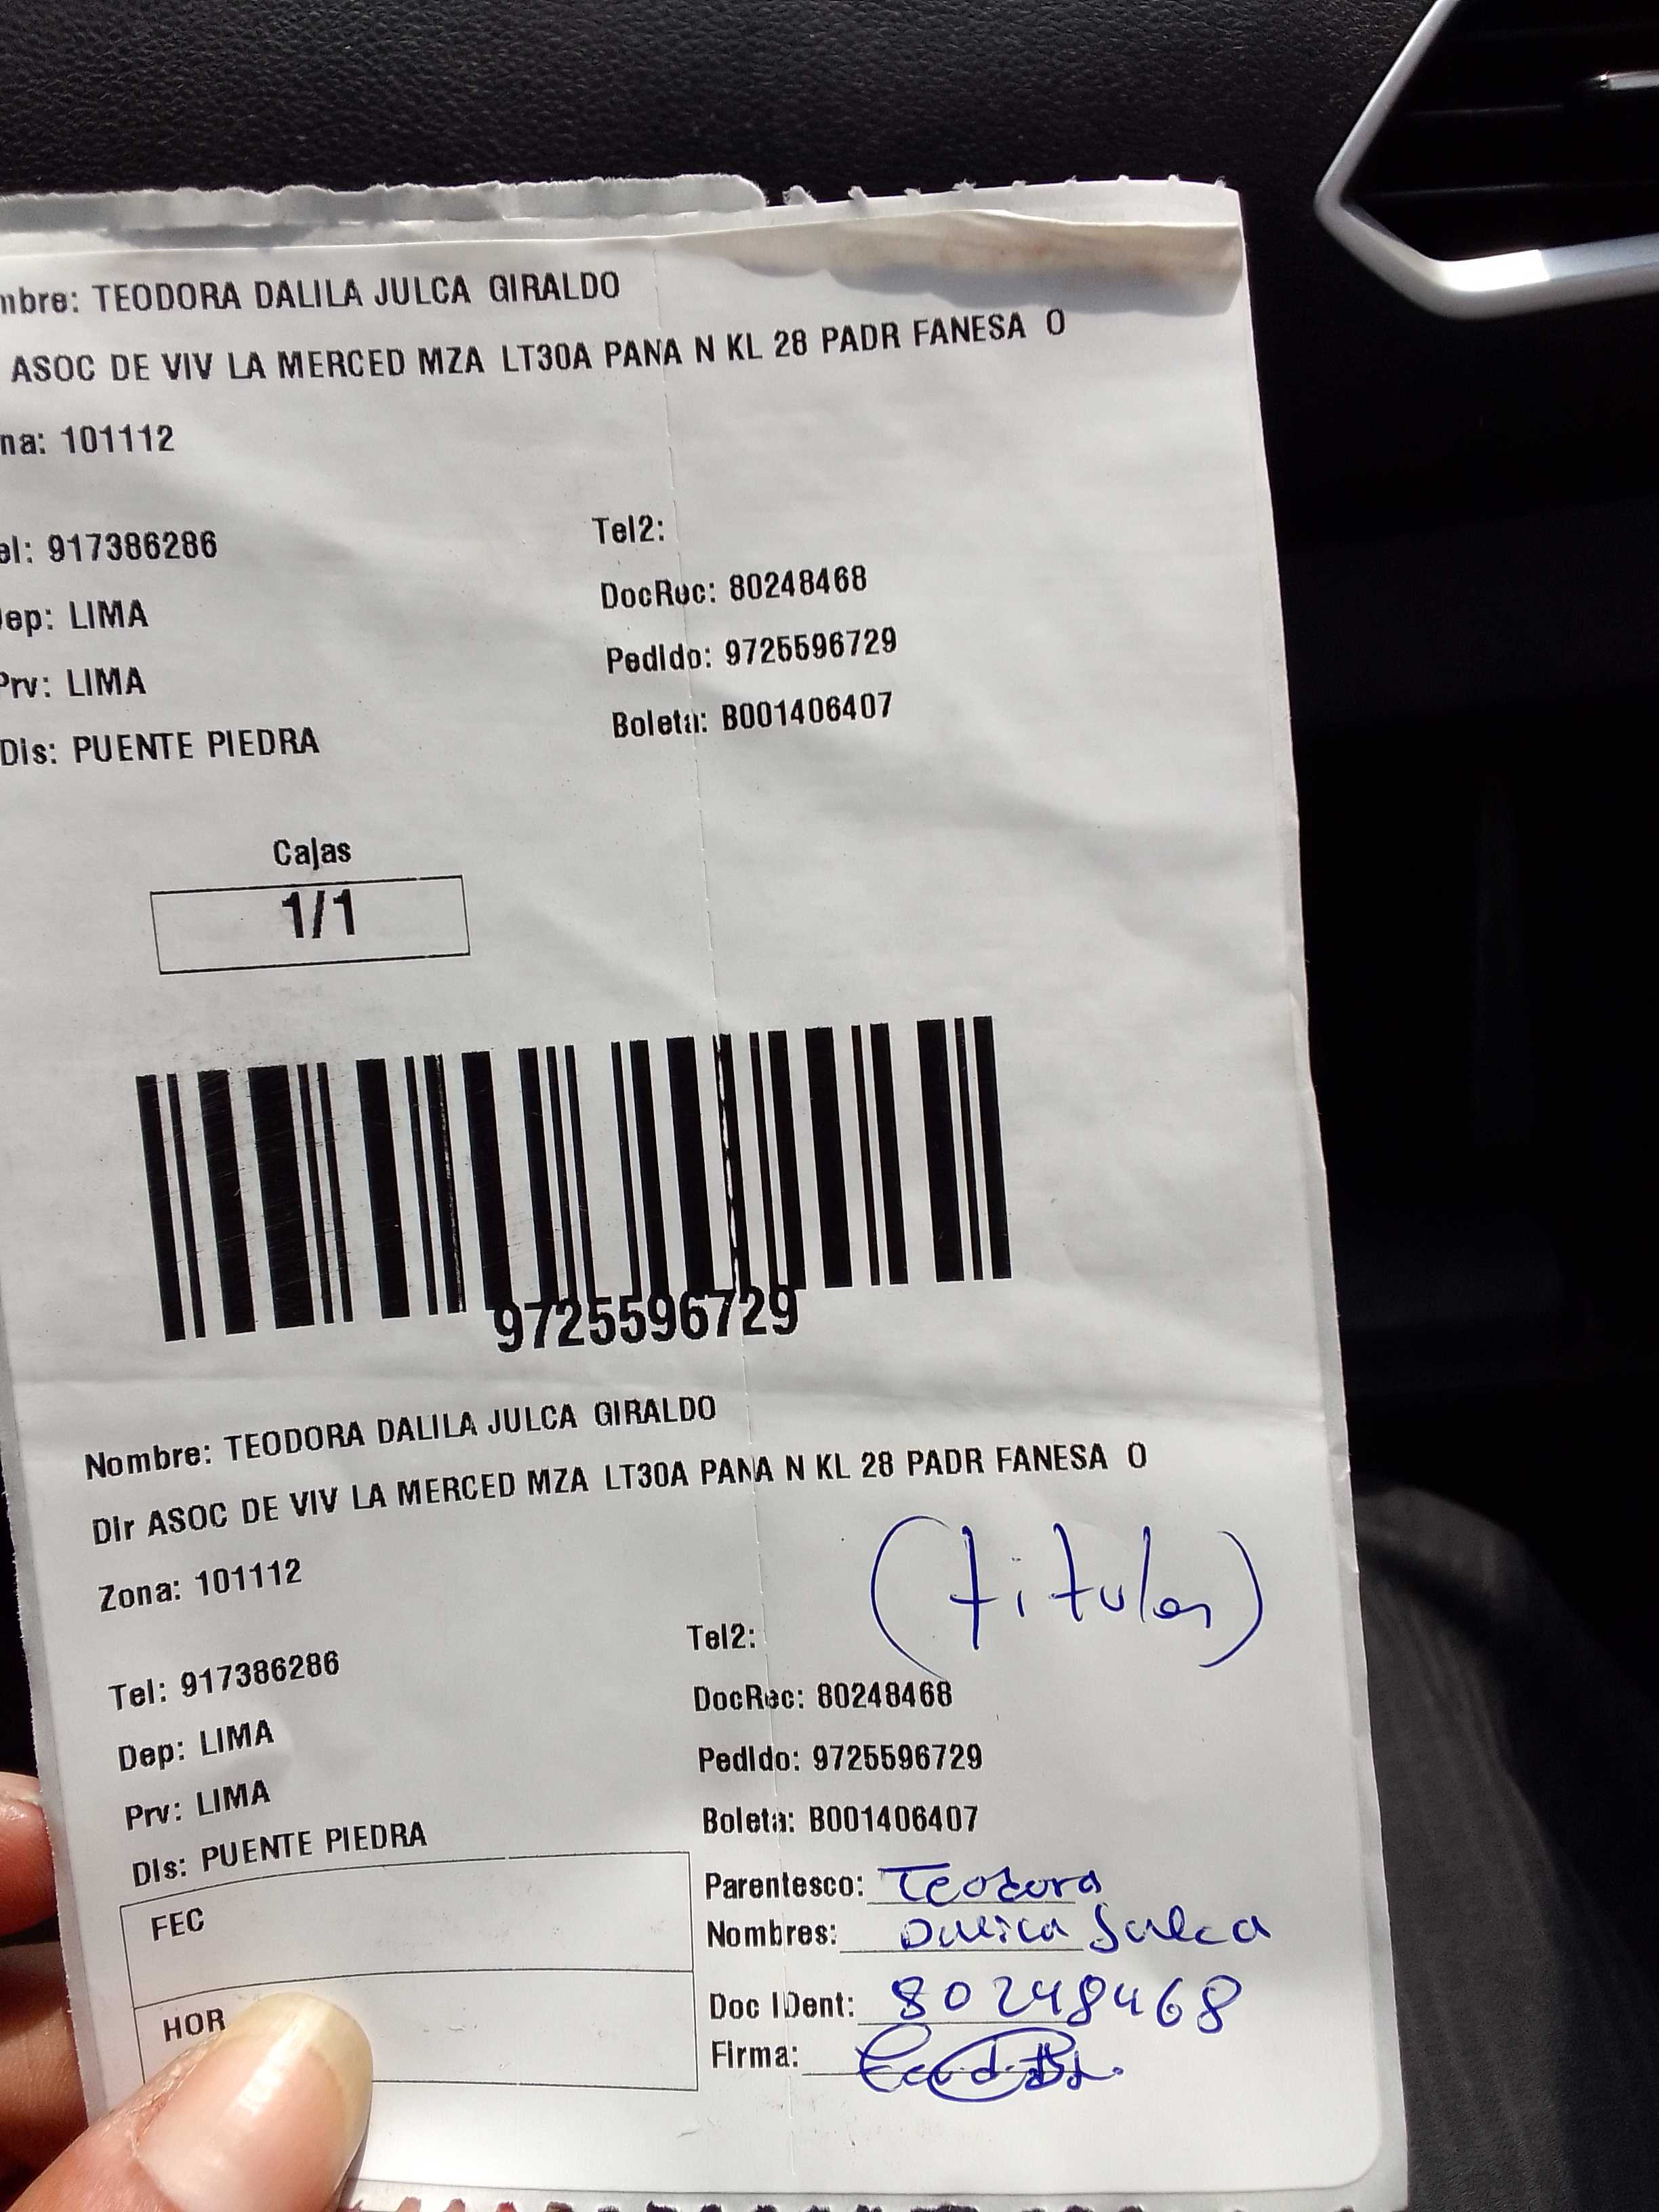 mbre: TEODORA DALILA JULCA GIRALDO
ASOC DE VIV LA MERCED MZA LT30A PANA N KL 28 PADR FANESA O
na: 101112
el: 917386286
Tel2:
ep: LIMA
DocRec: 80248468
Prv: LIMA
Pedido: 9725596729
Dis: PUENTE PIEDRA
Boleta: B001406407
Cajas
1/1
9725596729
Nombre: TEODORA DALILA JULCA GIRALDO
Dir ASOC DE VIV LA MERCED MZA LT30A PANA N KL 28 PADR FANESA O
Zona: 101112
(titular)
Tel: 917386286
Tel2:
Dep: LIMA
DocRec: 80248468
Prv: LIMA
Pedido: 9725596729
Dis: PUENTE PIEDRA
Boleta: B001406407
FEC
HOR
Parentesco: Teodora
Nombres: Dalila Julca
Doc IDent: 80248468
Firma: